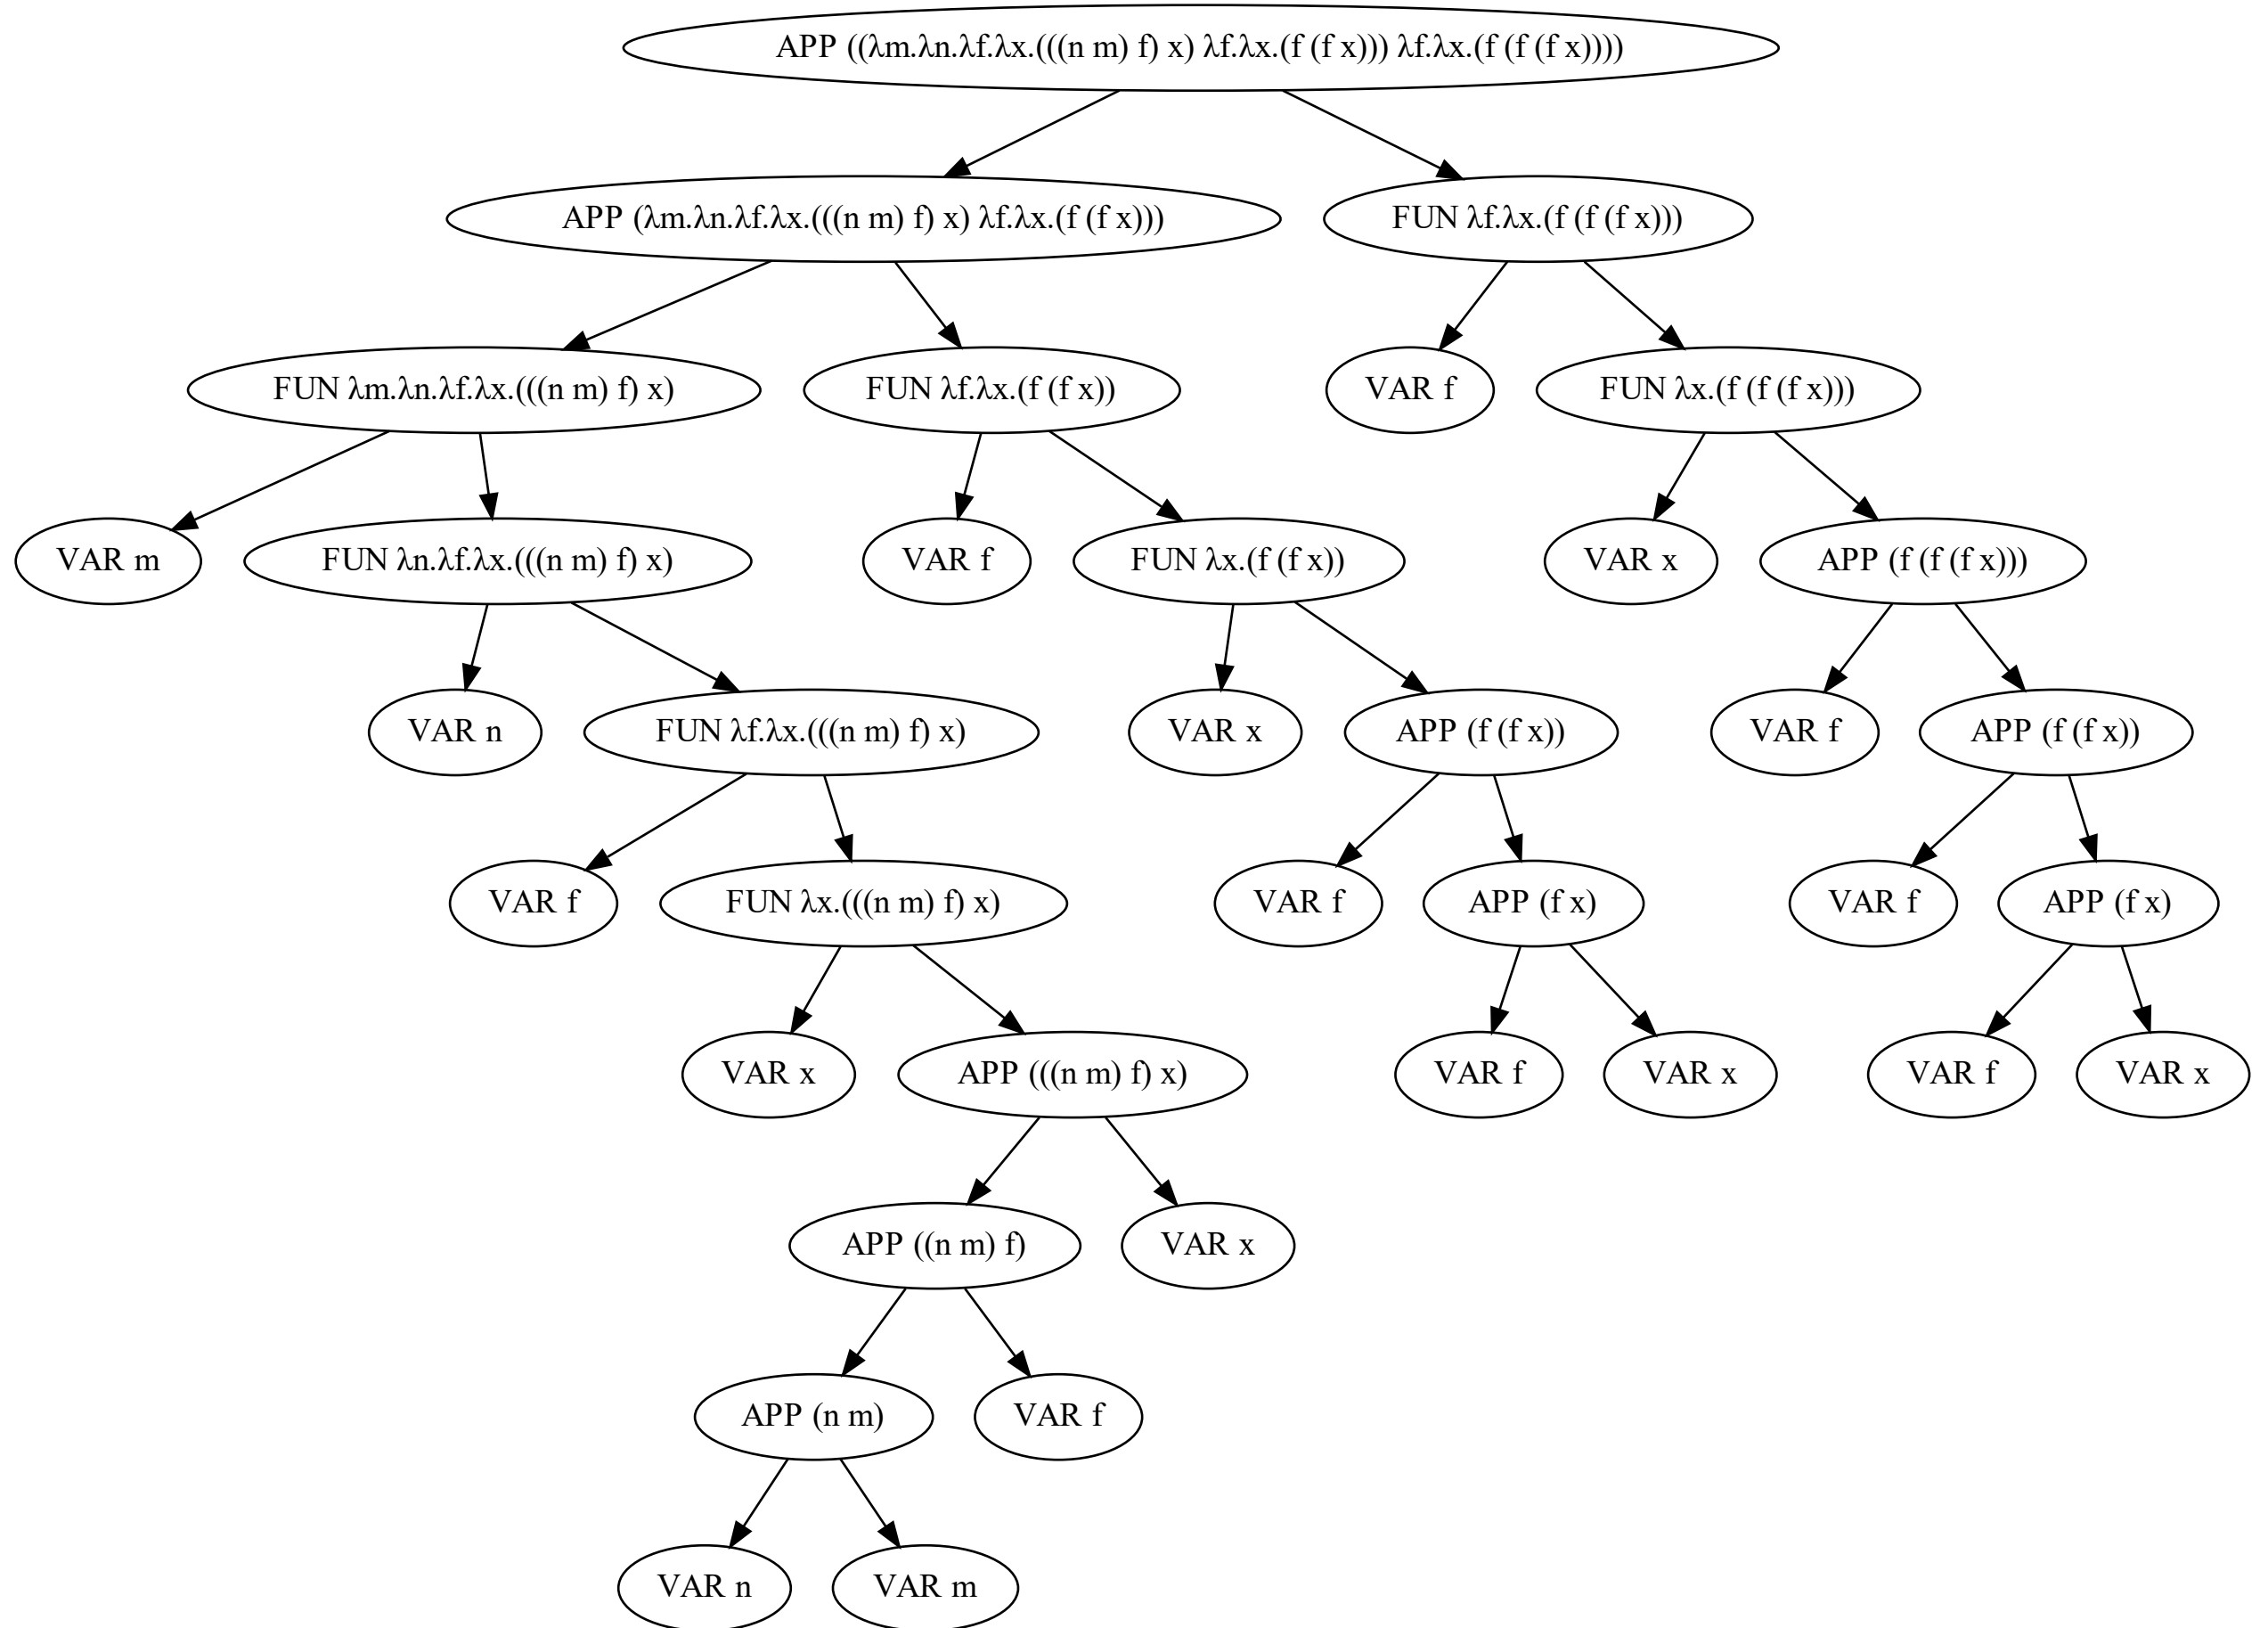 APP ((λm.λn.λf.λx.(((n m) f) x) λf.λx.(f (f x))) λf.λx.(f (f (f x))))
APP (λm.λn.λf.λx.(((n m) f) x) λf.λx.(f (f x)))
FUN λf.λx.(f (f (f x)))
FUN λm.λn.λf.λx.(((n m) f) x)
FUN λf.λx.(f (f x))
VAR f
FUN λx.(f (f (f x)))
VAR m
FUN λn.λf.λx.(((n m) f) x)
VAR f
FUN λx.(f (f x))
VAR x
APP (f (f (f x)))
VAR n
FUN λf.λx.(((n m) f) x)
VAR x
APP (f (f x))
VAR f
APP (f (f x))
VAR f
FUN λx.(((n m) f) x)
VAR f
APP (f x)
VAR f
APP (f x)
VAR x
APP (((n m) f) x)
VAR f
VAR x
VAR f
VAR x
APP ((n m) f)
VAR x
APP (n m)
VAR f
VAR n
VAR m